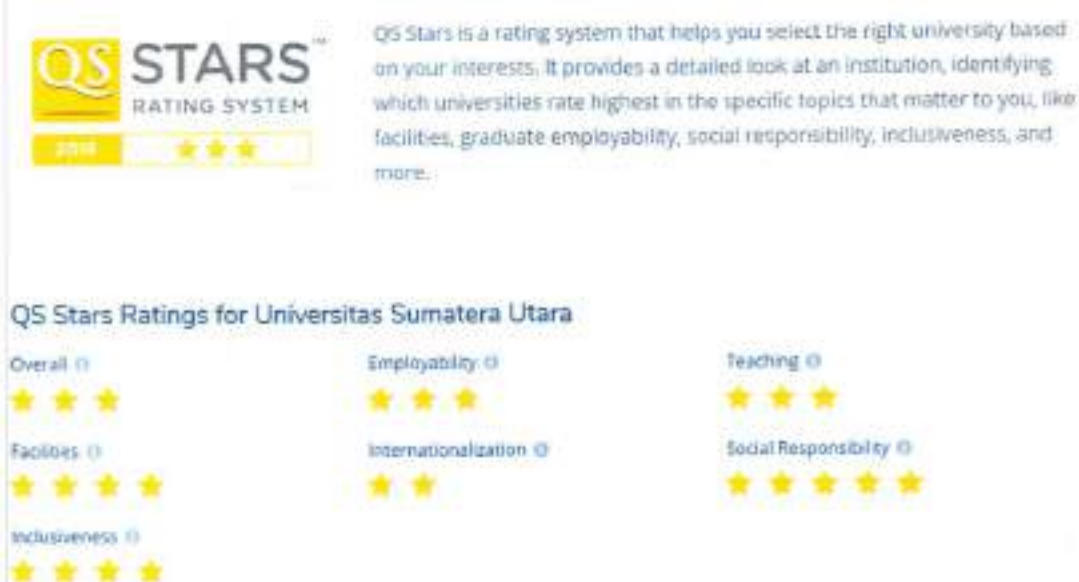 QS STARS™
RATING SYSTEM
QS Stars is a rating system that helps you select the right university based
on your interests. It provides a detailed look at an institution, identifying
which universities rate highest in the specific topics that matter to you, like
facilities, graduate employability, social responsibility, inclusiveness, and
more.
QS Stars Ratings for Universitas Sumatera Utara
Overall
Employability
Teaching
Facilities
Internationalization
Social Responsibility
Inclusiveness